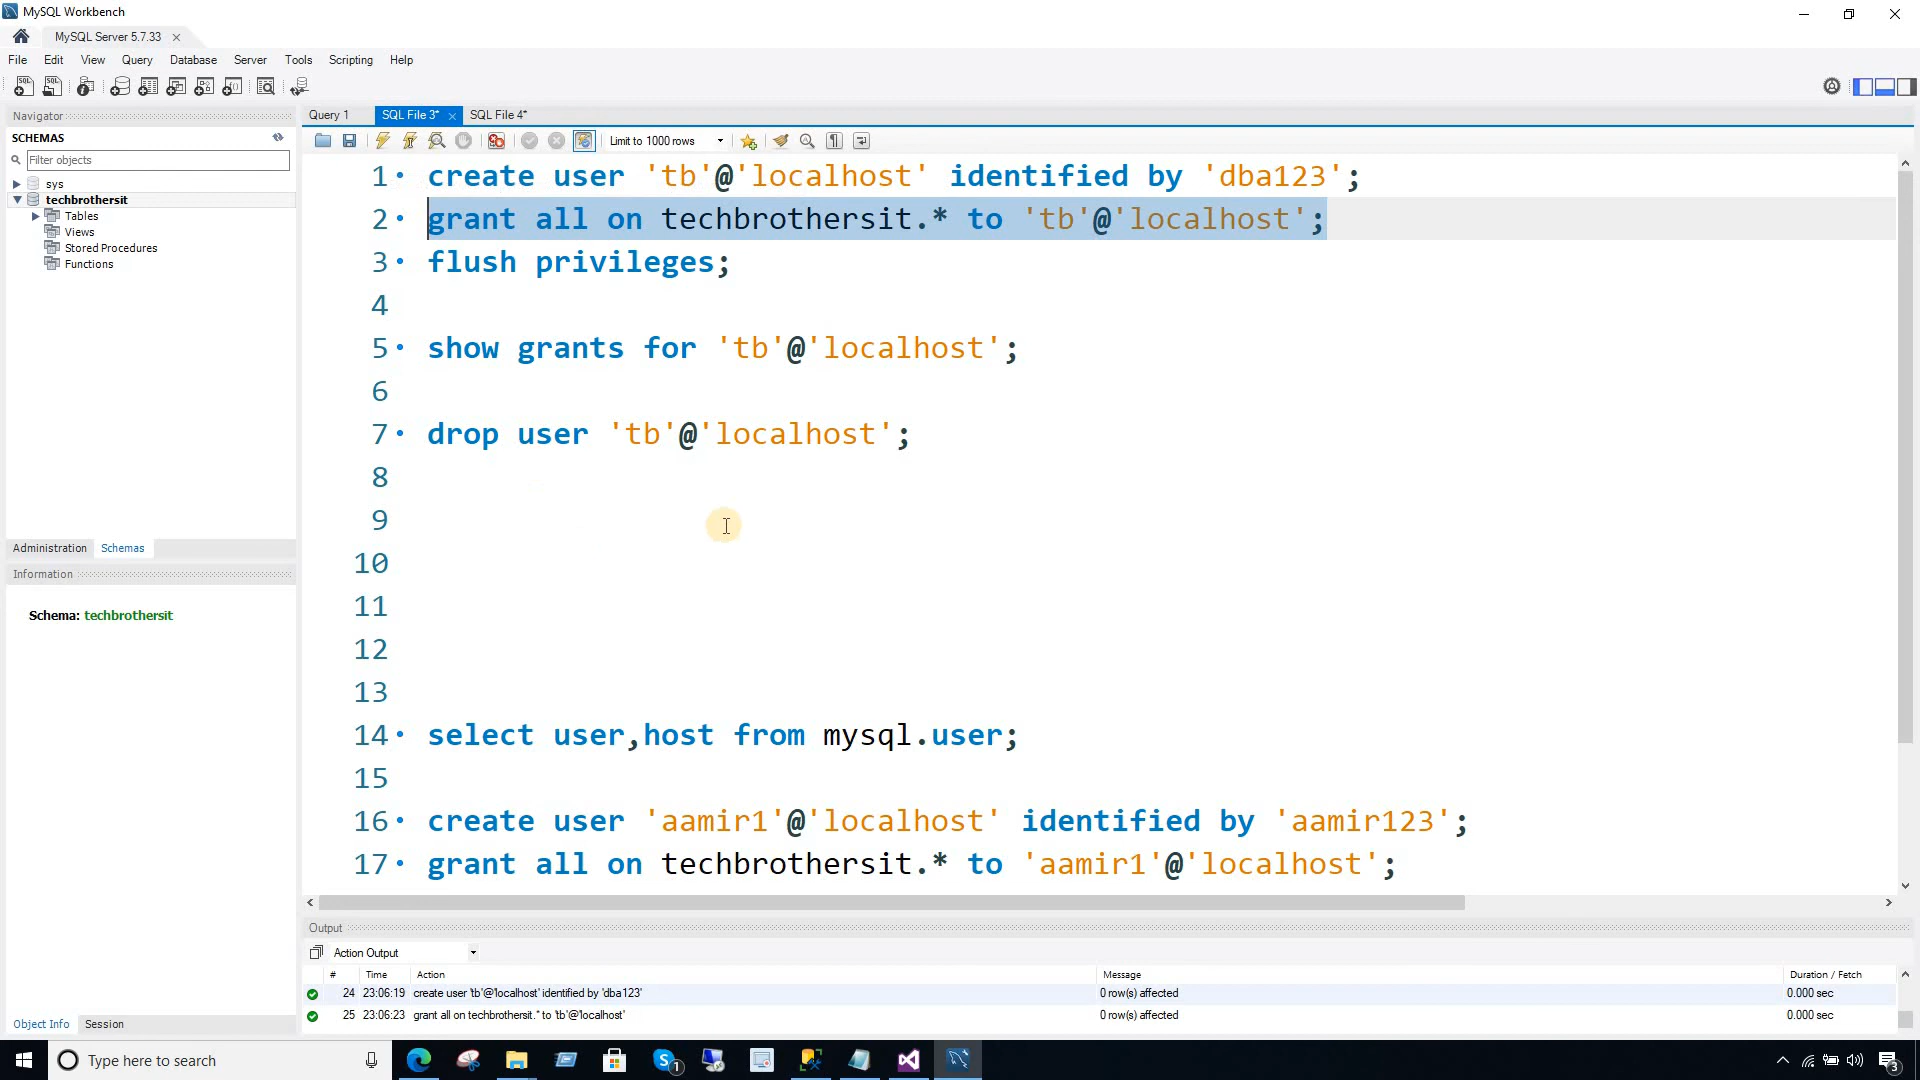 MySQL Workbench
MySQL Server 5.7.33
File Edit View Query Database Server Tools Scripting Help
Navigator
SCHEMAS
Filter objects
sys
techbrothersit
Tables
Views
Stored Procedures
Functions
Administration Schemas
Information
Schema: techbrothersit
Object Info Session
Query 1 SQL File 3* SQL File 4*
Limit to 1000 rows
1 create user 'tb'@'localhost' identified by 'dba123';
2 grant all on techbrothersit.* to 'tb'@'localhost';
3 flush privileges;
4
5 show grants for 'tb'@'localhost';
6
7 drop user 'tb'@'localhost';
8
9
10
11
12
13
14 select user,host from mysql.user;
15
16 create user 'aamir1'@'localhost' identified by 'aamir123';
17 grant all on techbrothersit.* to 'aamir1'@'localhost';
Output
Action Output
# Time Action Message Duration / Fetch
24 23:06:19 create user 'tb'@'localhost' identified by 'dba123' 0 row(s) affected 0.000 sec
25 23:06:23 grant all on techbrothersit.* to 'tb'@'localhost' 0 row(s) affected 0.000 sec
Type here to search
1
3